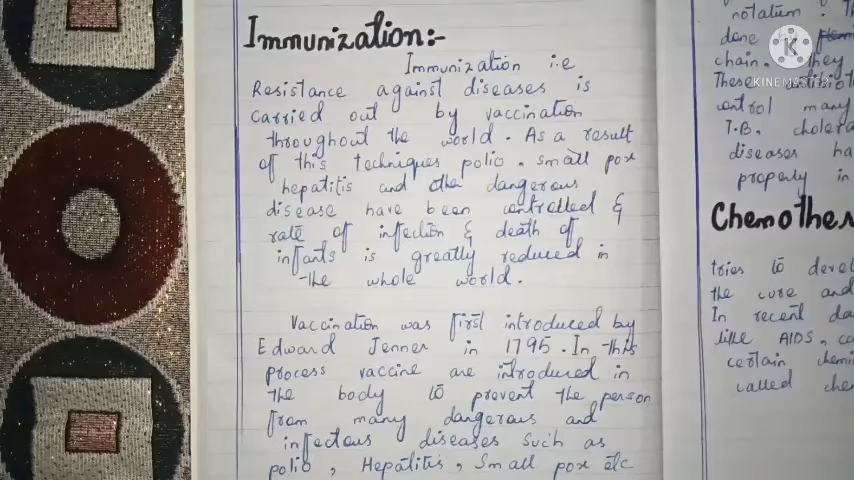 Immunization:-
Immunization i.e
Resistance against diseases is
carried out by vaccination
throughout the world. As a result
of this techniques polio, small pox
hepatitis and other dangerous
disease have been controlled &
rate of infection & death of
infants is greatly reduced in
the whole world.
Vaccination was first introduced by
Edward Jenner in 1795. In this
process vaccine are introduced in
the body to prevent the person
from many dangerous and
infectous diseases such as
polio, Hepatitis, Small pox etc
notatum.
done
chain. They
These
control many
T.B. cholera
diseases ha
properly in
Chemother
tries to devel
the cure and
In recent da
like AIDS, ca
certain chemi
called che
K
KINEMASTER